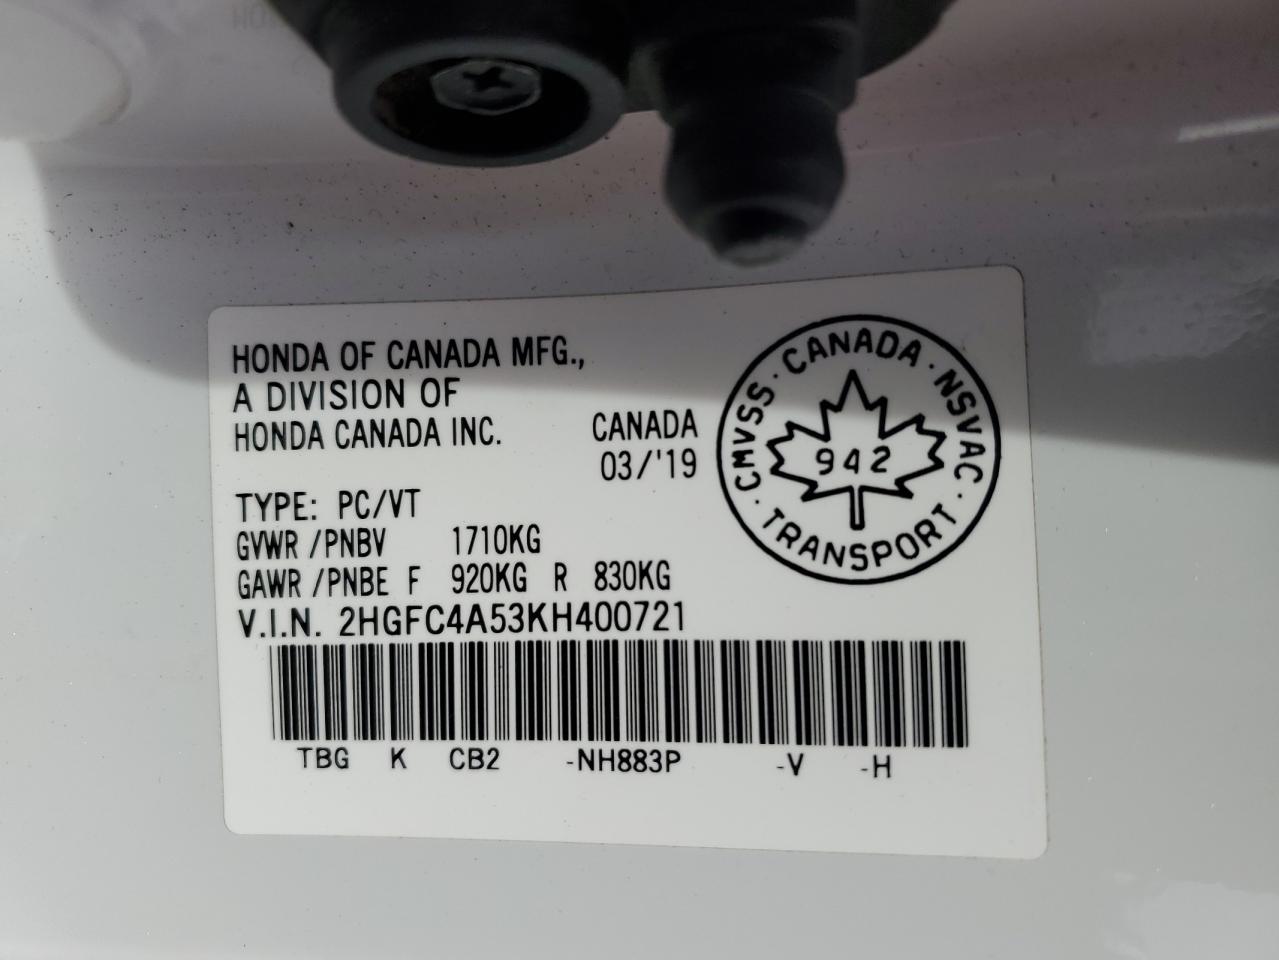 HONDA OF CANADA MFG.,
A DIVISION OF
HONDA CANADA INC.
CANADA
03/'19
TYPE: PC/VT
GVWR /PNBV 1710KG
GAWR /PNBE F 920KG R 830KG
V.I.N. 2HGFC4A53KH400721
TBG K CB2 -NH883P -V -H
CMVSS · CANADA · NSVAC · TRANSPORT ·
942